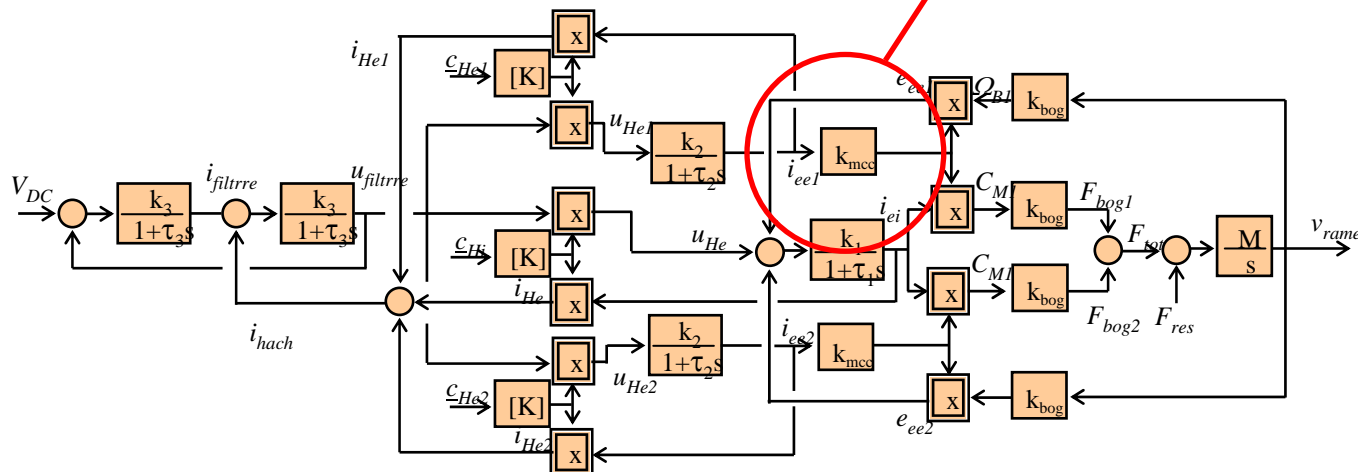 x
i_He1
c_He1
[K]
e_ee1
Ω_B1
x
k_bog
x
u_He1
k_2
1+τ_2s
i_ee1
k_mcc
V_DC
i_filtrre
u_filtrre
k_3
1+τ_3s
k_3
1+τ_3s
x
C_M1
x
k_bog
F_bog1
i_ei
u_He
k_1
1+τ_1s
F_tot
M
s
v_rame
c_Hi
[K]
i_He
x
C_M1
x
k_bog
F_bog2
F_res
i_hach
x
u_He2
k_2
1+τ_2s
i_ee2
k_mcc
c_He2
[K]
x
k_bog
e_ee2
i_He2
x